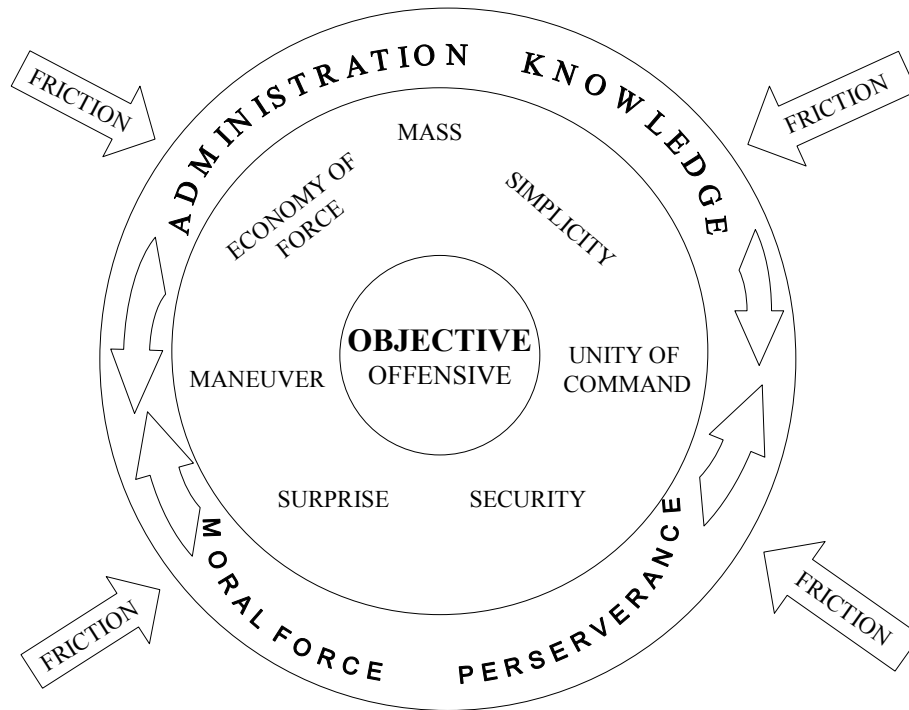 ADMINISTRATION KNOWLEDGE
FRICTION
FRICTION
MASS
ECONOMY OF
FORCE
SIMPLICITY
OBJECTIVE
OFFENSIVE
MANEUVER
UNITY OF
COMMAND
SURPRISE
SECURITY
MORAL FORCE
PERSERVERANCE
FRICTION
FRICTION